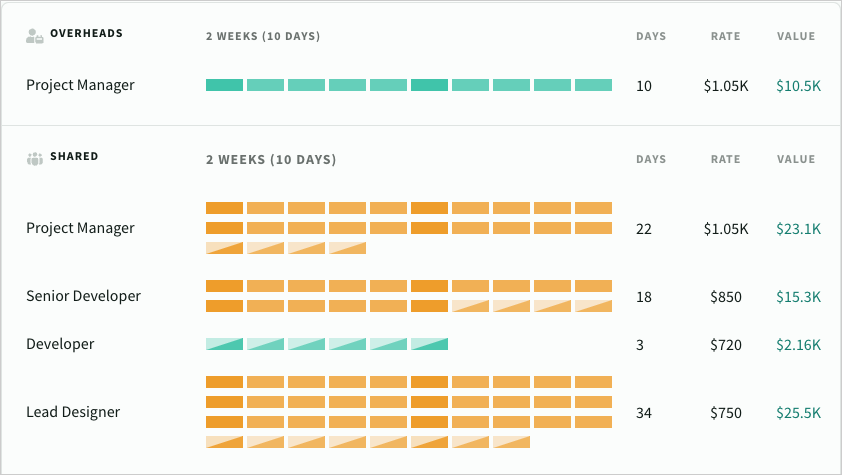 OVERHEADS 2 WEEKS (10 DAYS) DAYS RATE VALUE
Project Manager 10 $1.05K $10.5K
SHARED 2 WEEKS (10 DAYS) DAYS RATE VALUE
Project Manager 22 $1.05K $23.1K
Senior Developer 18 $850 $15.3K
Developer 3 $720 $2.16K
Lead Designer 34 $750 $25.5K